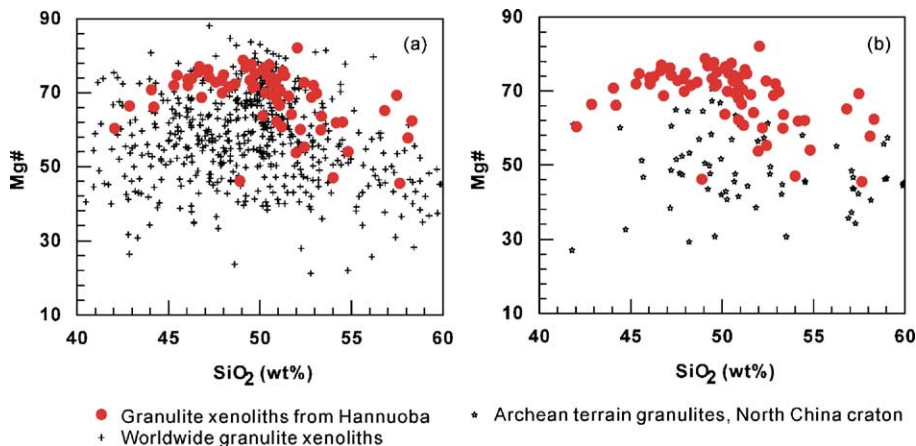 90
70
50
30
10
Mg#
(a)
40 45 50 55 60
SiO2 (wt%)
90
70
50
30
10
Mg#
(b)
40 45 50 55 60
SiO2 (wt%)
Granulite xenoliths from Hannuoba
Worldwide granulite xenoliths
Archean terrain granulites, North China craton